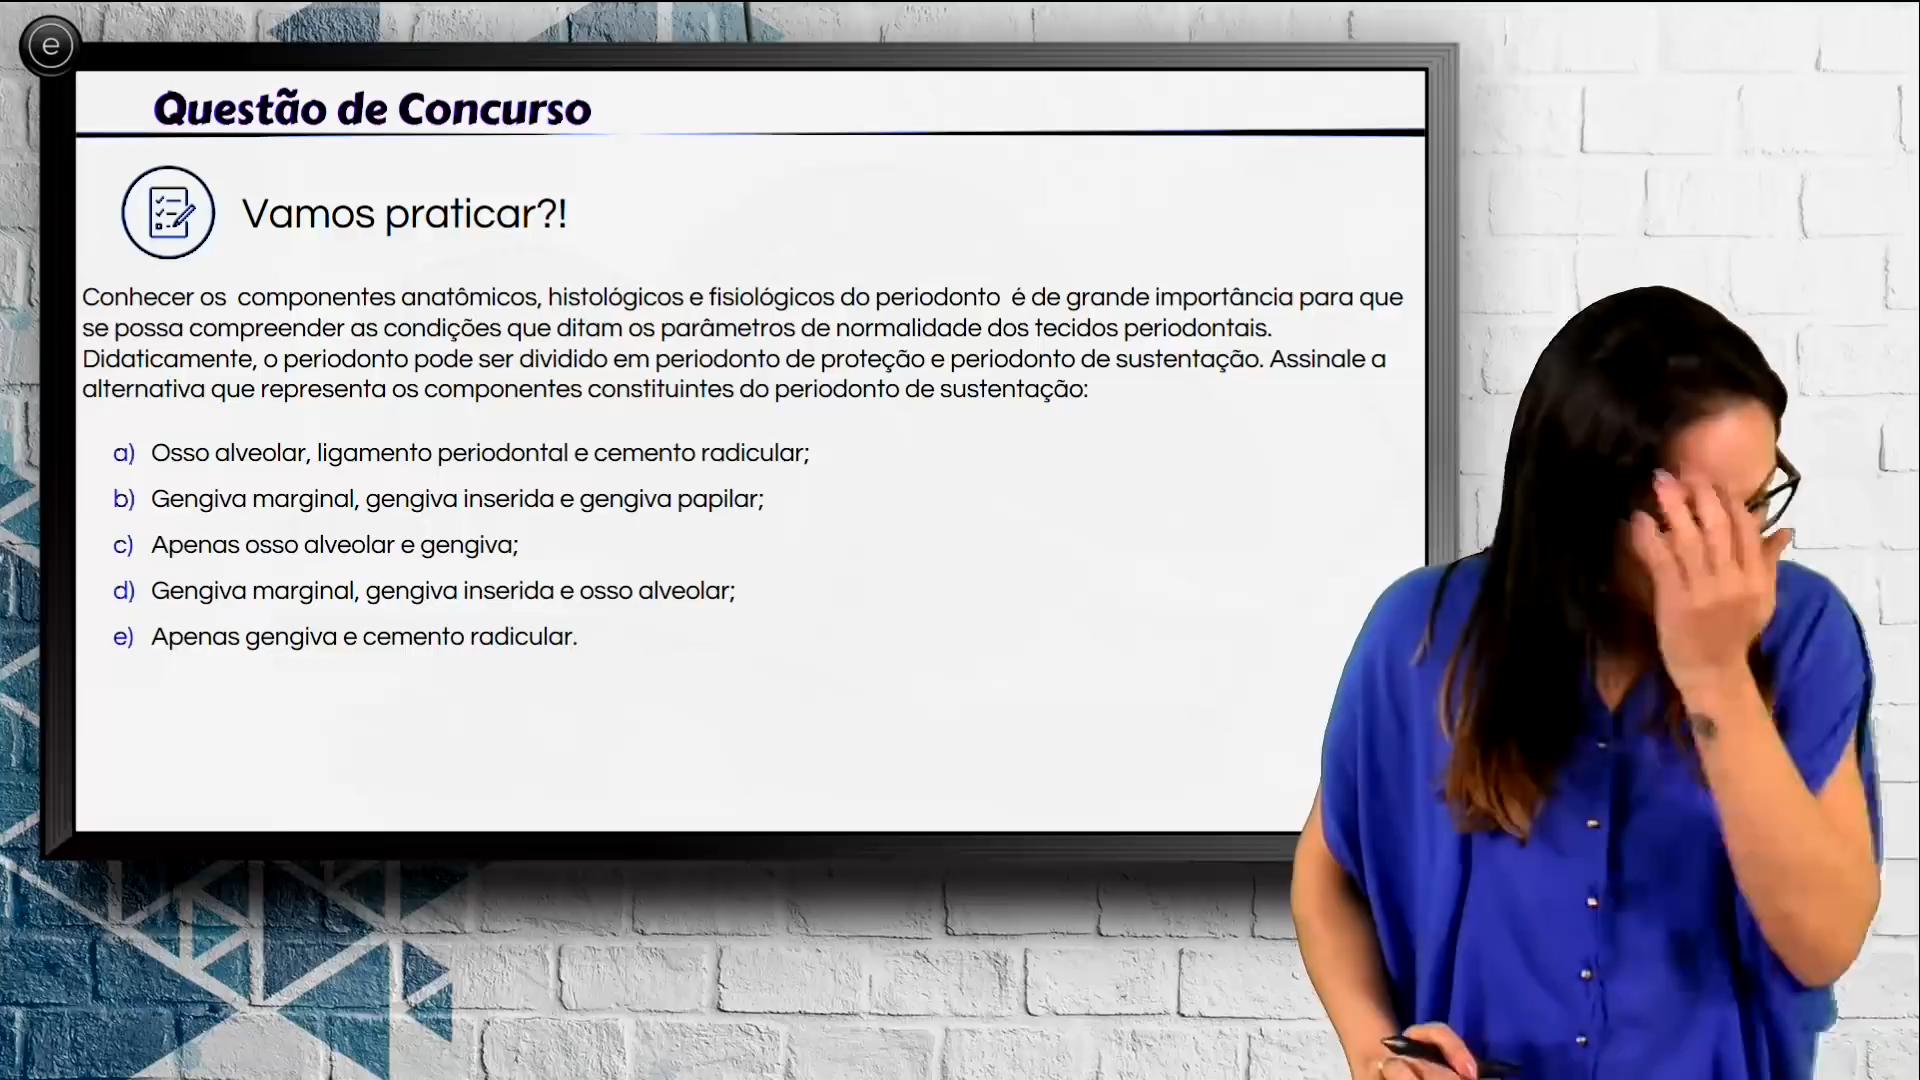 e
Questão de Concurso
Vamos praticar?!
Conhecer os componentes anatômicos, histológicos e fisiológicos do periodonto é de grande importância para que
se possa compreender as condições que ditam os parâmetros de normalidade dos tecidos periodontais.
Didaticamente, o periodonto pode ser dividido em periodonto de proteção e periodonto de sustentação. Assinale a
alternativa que representa os componentes constituintes do periodonto de sustentação:
a) Osso alveolar, ligamento periodontal e cemento radicular;
b) Gengiva marginal, gengiva inserida e gengiva papilar;
c) Apenas osso alveolar e gengiva;
d) Gengiva marginal, gengiva inserida e osso alveolar;
e) Apenas gengiva e cemento radicular.